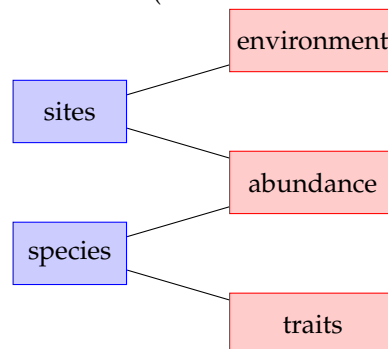 (
environment
sites
abundance
species
traits